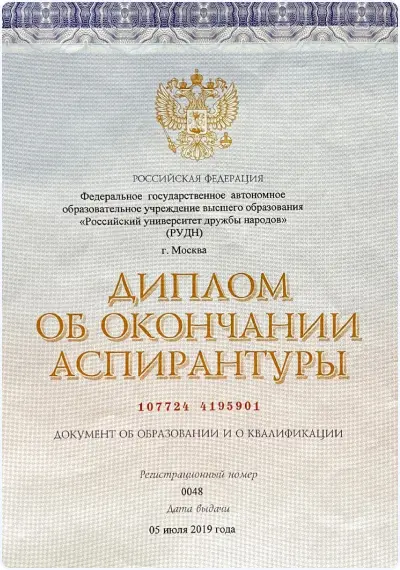 РОССИЙСКАЯ ФЕДЕРАЦИЯ
Федеральное государственное автономное
образовательное учреждение высшего образования
«Российский университет дружбы народов»
(РУДН)
г. Москва
ДИПЛОМ
ОБ ОКОНЧАНИИ
АСПИРАНТУРЫ
107724 4195901
ДОКУМЕНТ ОБ ОБРАЗОВАНИИ И О КВАЛИФИКАЦИИ
Регистрационный номер
0048
Дата выдачи
05 июля 2019 года